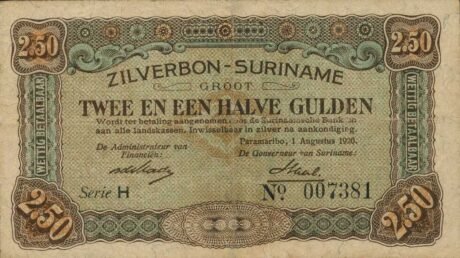 2.50 2.50
ZILVERBON-SURINAME
GROOT
TWEE EN EEN HALVE GULDEN
Wordt ter betaling aangenomen door de Surinaamsche Bank en
aan alle landskassen. Inwisselbaar in zilver na aankondiging.
Paramaribo, 1 Augustus 1920.
De Administrateur van
Financiën:
De Gouverneur van Suriname:
WETTIG BETAALBAAR
WETTIG BETAALBAAR
Serie H
No. 007381
2.50 2.50